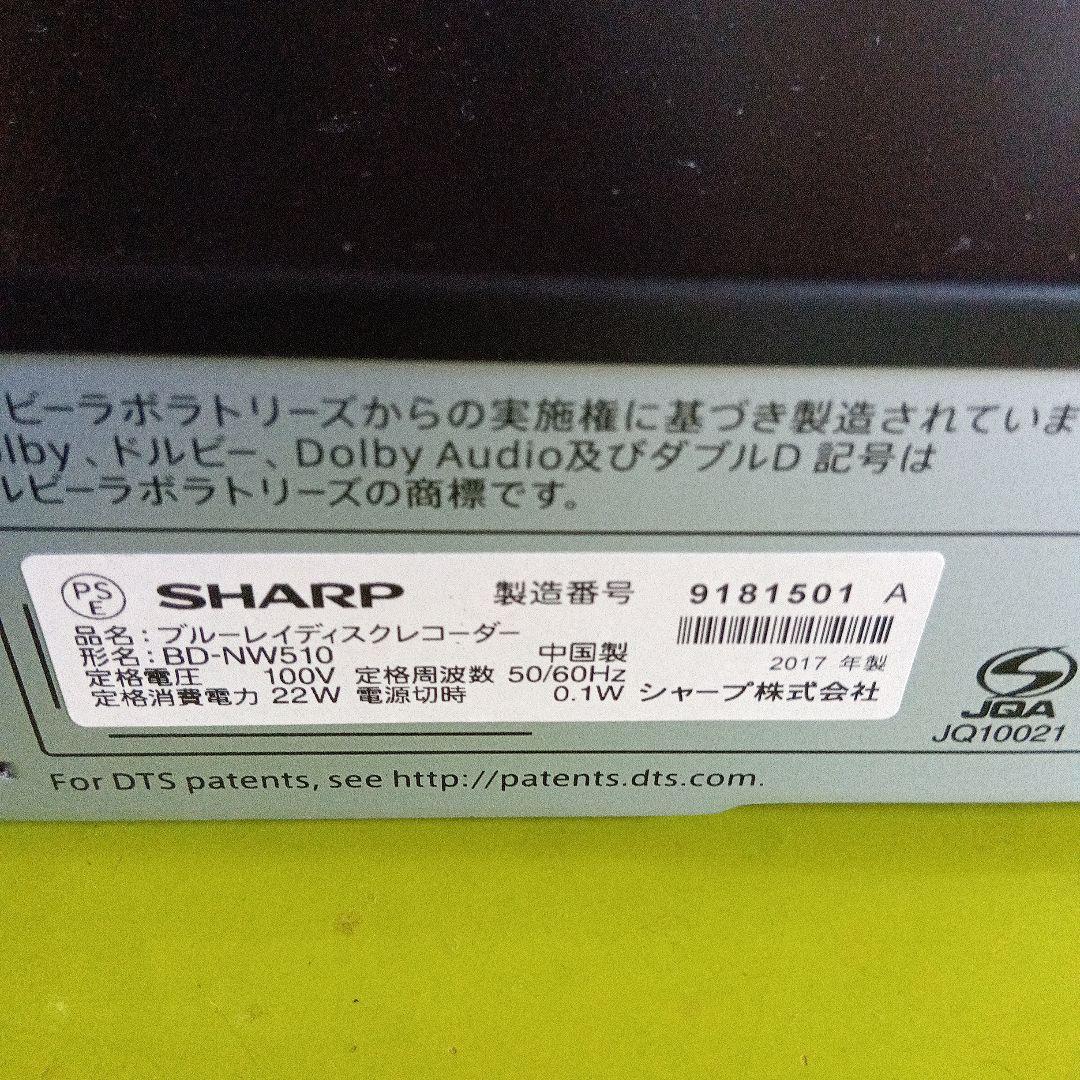 ビーラボラトリーズからの実施権に基づき製造されていま
olby、ドルビー、Dolby Audio及びダブルD 記号は
ルビーラボラトリーズの商標です。
PSE SHARP 製造番号 9181501 A
品名:ブルーレイディスクレコーダー
形名:BD-NW510 中国製
2017 年製
定格電圧 100V 定格周波数 50/60Hz
定格消費電力 22W 電源切時 0.1W シャープ株式会社
JQA
JQ10021
For DTS patents, see http://patents.dts.com.